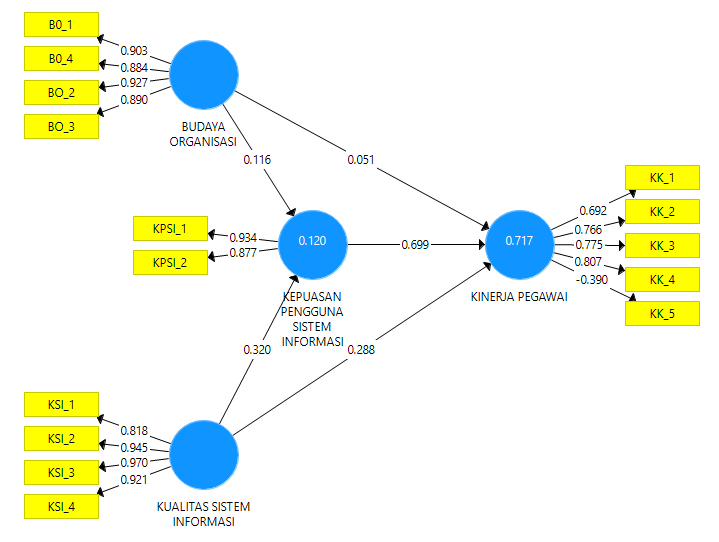 B0_1
0.903
B0_4
0.884
BO_2
0.927
BO_3
0.890
BUDAYA
ORGANISASI
0.116
0.051
KPSI_1
0.934
KPSI_2
0.877
0.120
KEPUASAN
PENGGUNA
SISTEM
INFORMASI
0.699
0.717
KINERJA PEGAWAI
KK_1
0.692
KK_2
0.766
KK_3
0.775
KK_4
0.807
KK_5
-0.390
0.320
0.288
KSI_1
0.818
KSI_2
0.945
KSI_3
0.970
KSI_4
0.921
KUALITAS SISTEM
INFORMASI